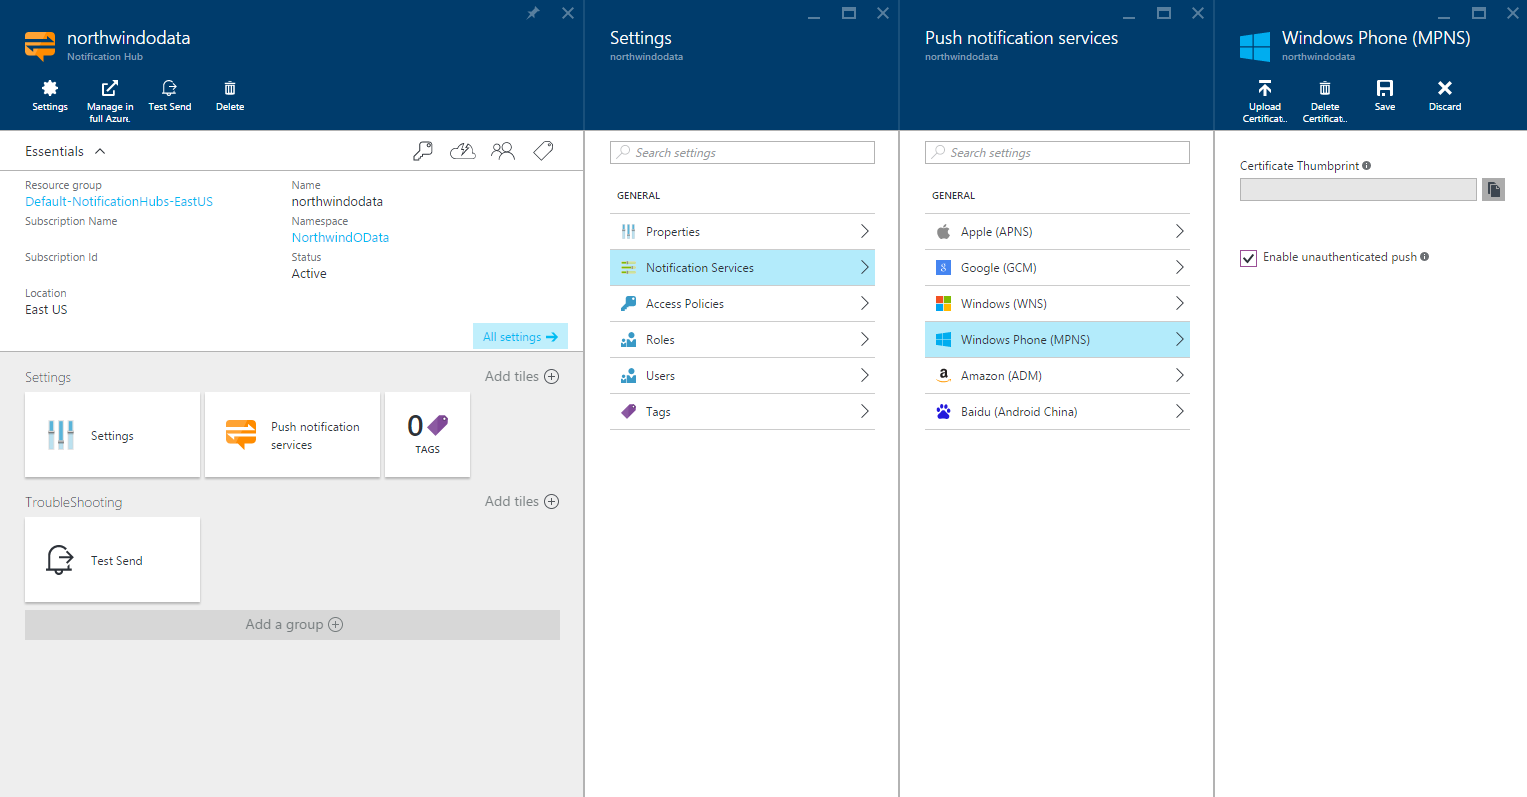 northwindodata
Notification Hub
Settings
Manage in
full Azun.
Test Send
Delete
Essentials
Resource group
Default-NotificationHubs-EastUS
Subscription Name
Subscription Id
Location
East US
Name
northwindodata
Namespace
NorthwindOData
Status
Active
All settings
Settings
Add tiles
Settings
Push notification
services
0
TAGS
TroubleShooting
Add tiles
Test Send
Add a group
Settings
northwindodata
Search settings
GENERAL
Properties
Notification Services
Access Policies
Roles
Users
Tags
Push notification services
northwindodata
Search settings
GENERAL
Apple (APNS)
Google (GCM)
Windows (WNS)
Windows Phone (MPNS)
Amazon (ADM)
Baidu (Android China)
Windows Phone (MPNS)
northwindodata
Upload
Certificat..
Delete
Certificat..
Save
Discard
Certificate Thumbprint
Enable unauthenticated push